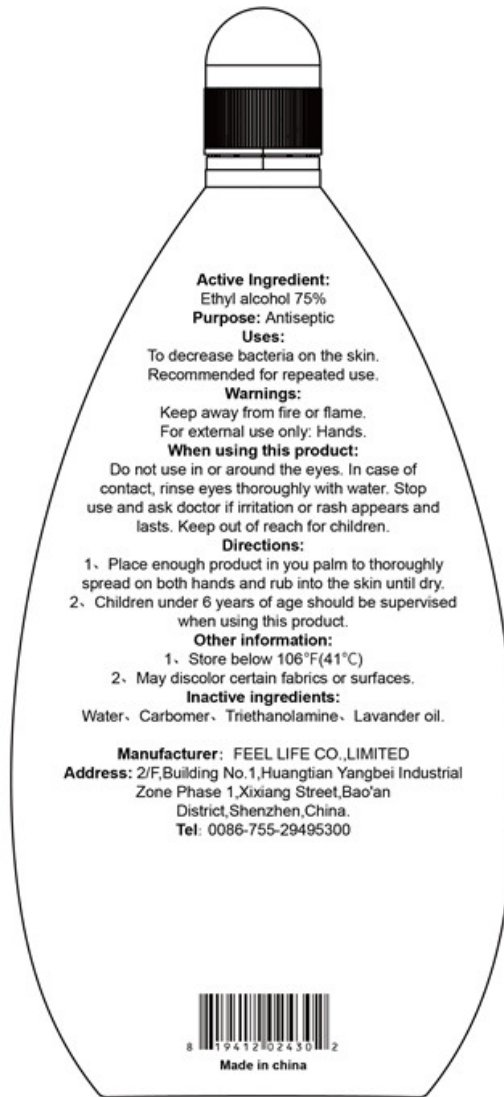 Active Ingredient:
Ethyl alcohol 75%
Purpose: Antiseptic
Uses:
To decrease bacteria on the skin.
Recommended for repeated use.
Warnings:
Keep away from fire or flame.
For external use only: Hands.
When using this product:
Do not use in or around the eyes. In case of
contact, rinse eyes thoroughly with water. Stop
use and ask doctor if irritation or rash appears and
lasts. Keep out of reach for children.
Directions:
1、Place enough product in you palm to thoroughly
spread on both hands and rub into the skin until dry.
2、Children under 6 years of age should be supervised
when using this product.
Other information:
1、Store below 106°F(41℃)
2、May discolor certain fabrics or surfaces.
Inactive ingredients:
Water、Carbomer、Triethanolamine、Lavander oil.
Manufacturer：FEEL LIFE CO.,LIMITED
Address: 2/F,Building No.1,Huangtian Yangbei Industrial
Zone Phase 1,Xixiang Street,Bao'an
District,Shenzhen,China.
Tel: 0086-755-29495300
8 19412 02430 2
Made in china